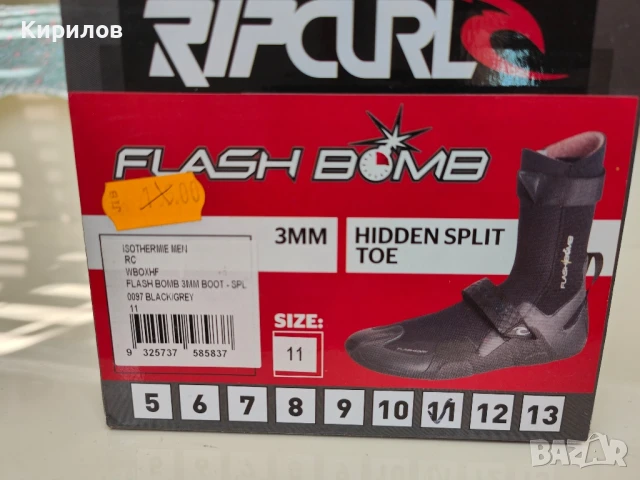 Кирилов
RIPCURL
FLASH BOMB
3MM
HIDDEN SPLIT
TOE
ISOTHERMIE MEN
RC
WBOXHF
FLASH BOMB 3MM BOOT - SPL
0097 BLACK/GREY
11
9 325737 585837
SIZE:
11
FLASHBOMB
5 6 7 8 9 10 11 12 13
BAZAR